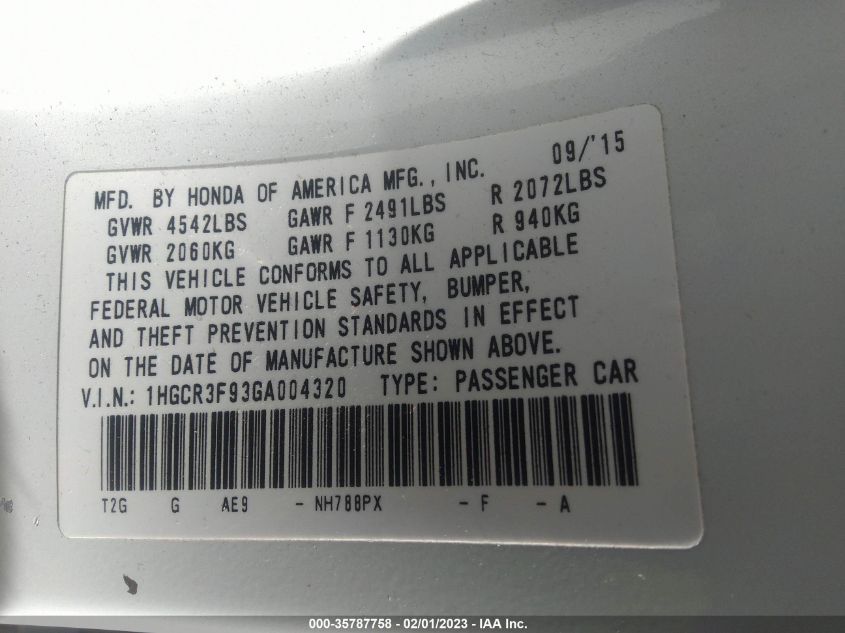 09/'15
MFD. BY HONDA OF AMERICA MFG., INC.
GVWR 4542LBS GAWR F 2491LBS R 2072LBS
GVWR 2060KG GAWR F 1130KG R 940KG
THIS VEHICLE CONFORMS TO ALL APPLICABLE
FEDERAL MOTOR VEHICLE SAFETY, BUMPER,
AND THEFT PREVENTION STANDARDS IN EFFECT
ON THE DATE OF MANUFACTURE SHOWN ABOVE.
V.I.N.: 1HGCR3F93GA004320 TYPE: PASSENGER CAR
T2G G AE9 - NH788PX - F - A
000-35787758 - 02/01/2023 - IAA Inc.